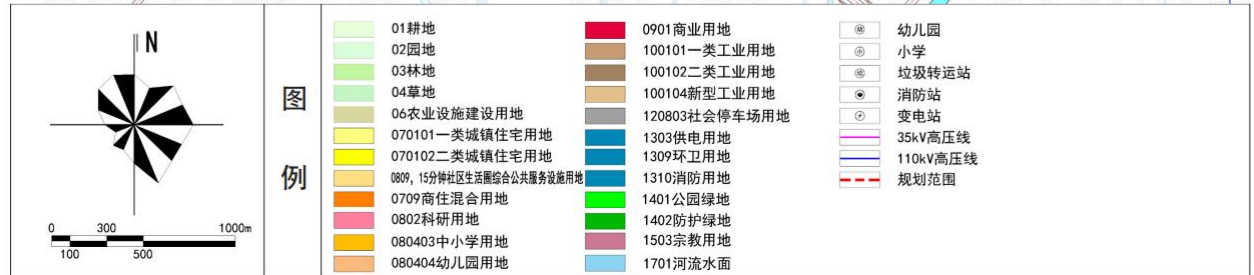 N
0 300 1000m
100 500
图
例
01耕地
02园地
03林地
04草地
06农业设施建设用地
070101一类城镇住宅用地
070102二类城镇住宅用地
0809，15分钟社区生活圈综合公共服务设施用地
0709商住混合用地
0802科研用地
080403中小学用地
080404幼儿园用地
0901商业用地
100101一类工业用地
100102二类工业用地
100104新型工业用地
120803社会停车场用地
1303供电用地
1309环卫用地
1310消防用地
1401公园绿地
1402防护绿地
1503宗教用地
1701河流水面
幼儿园
小学
垃圾转运站
消防站
变电站
35kV高压线
110kV高压线
规划范围